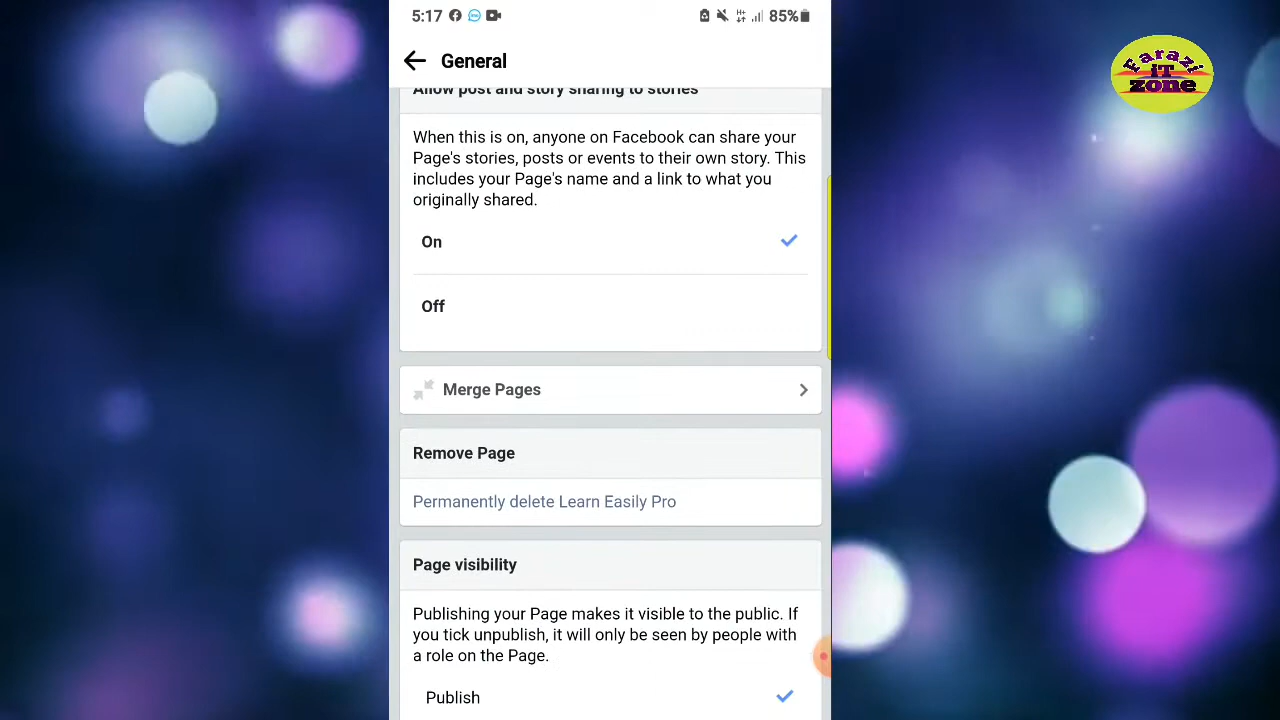 5:17 85%
General
Allow post and story sharing to stories
When this is on, anyone on Facebook can share your
Page's stories, posts or events to their own story. This
includes your Page's name and a link to what you
originally shared.
On
Off
Merge Pages
Remove Page
Permanently delete Learn Easily Pro
Page visibility
Publishing your Page makes it visible to the public. If
you tick unpublish, it will only be seen by people with
a role on the Page.
Publish
Farazi
iT
zone